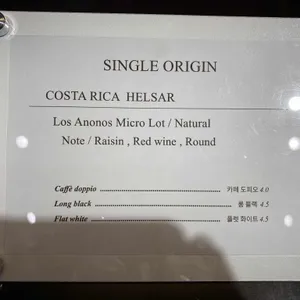 SINGLE ORIGIN
COSTA RICA HELSAR
Los Anonos Micro Lot / Natural
Note / Raisin , Red wine , Round
Caffè doppio ........................ 카페 도피오 4.0
Long black ........................ 롱 블랙 4.5
Flat white ........................ 플랫 화이트 4.5